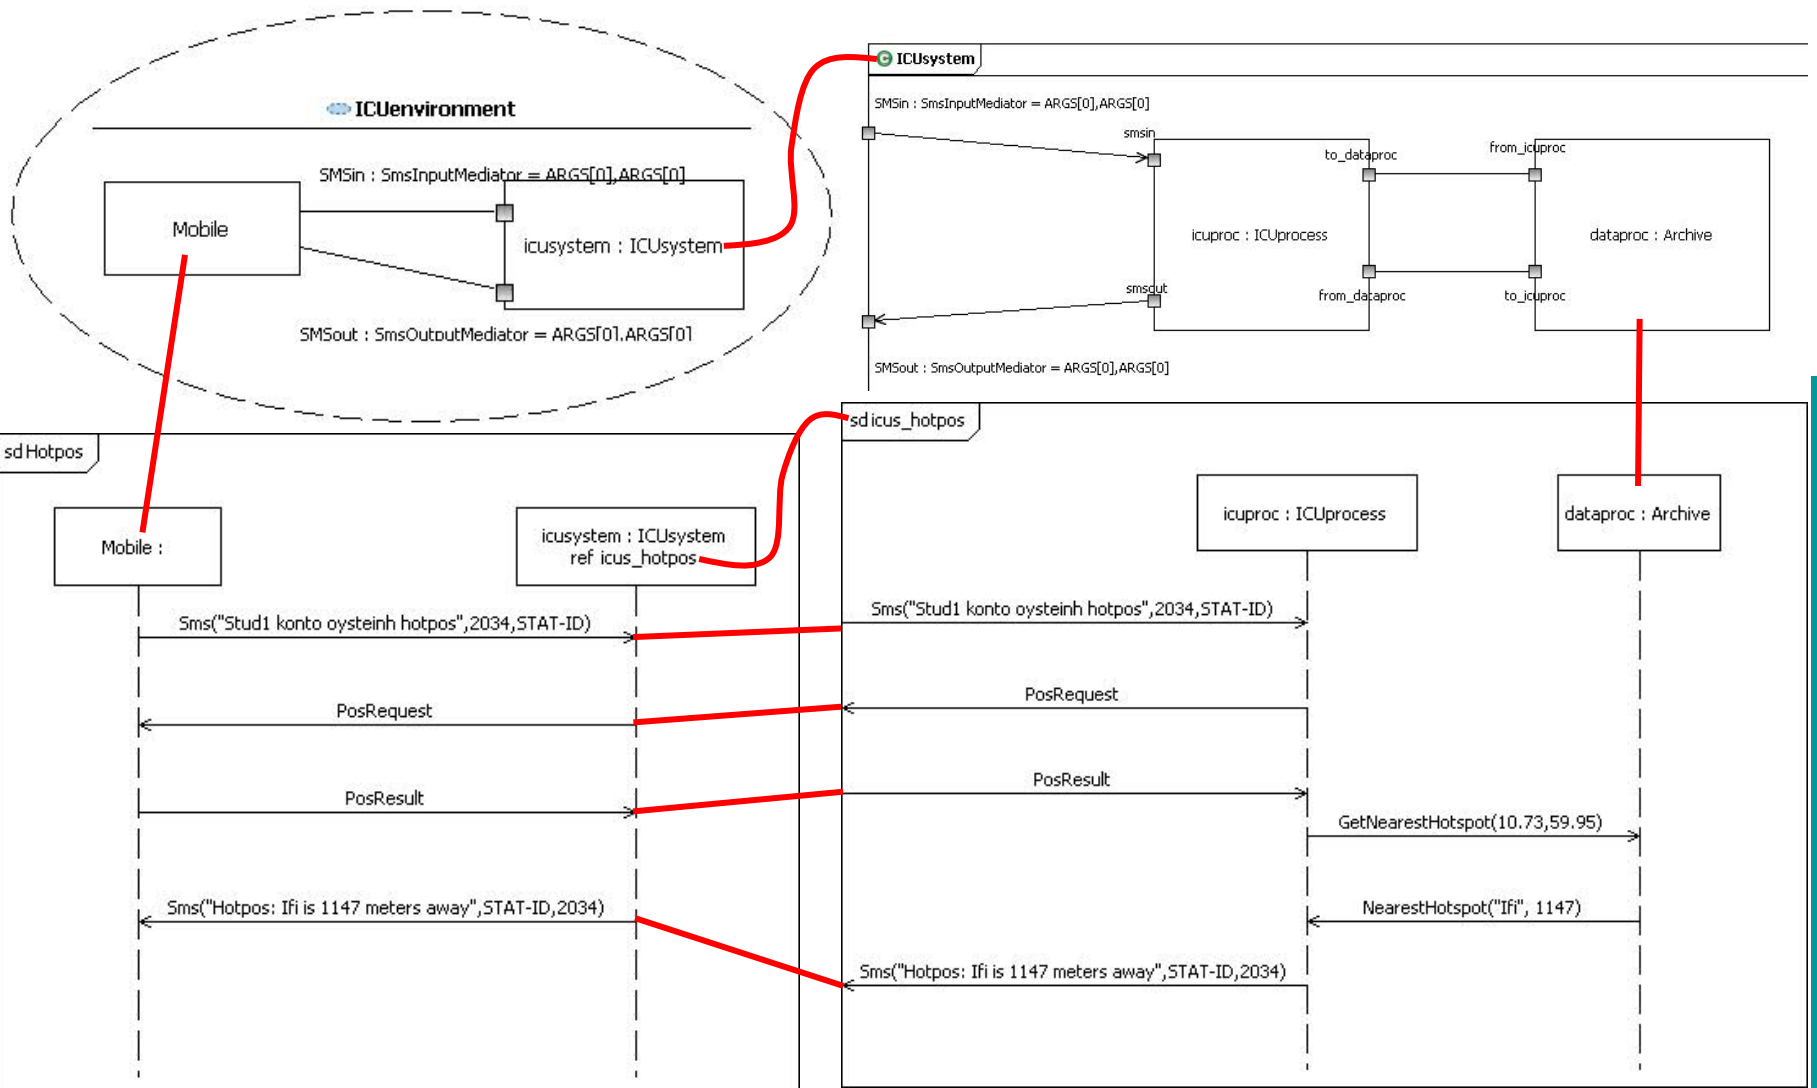 ICUenvironment
SMSin : SmsInputMediator = ARGS[0],ARGS[0]
Mobile
icusystem : ICUsystem
SMSout : SmsOutputMediator = ARGS[0],ARGS[0]
C ICUsystem
SMSin : SmsInputMediator = ARGS[0],ARGS[0]
smsin
to_dataproc
from_icuproc
icuproc : ICUprocess
dataproc : Archive
smsout
from_dataproc
to_icuproc
SMSout : SmsOutputMediator = ARGS[0],ARGS[0]
sd Hotpos
Mobile :
icusystem : ICUsystem
ref icus_hotpos
Sms("Stud1 konto oysteinh hotpos",2034,STAT-ID)
PosRequest
PosResult
Sms("Hotpos: Ifi is 1147 meters away",STAT-ID,2034)
sd icus_hotpos
icuproc : ICUprocess
dataproc : Archive
Sms("Stud1 konto oysteinh hotpos",2034,STAT-ID)
PosRequest
PosResult
GetNearestHotspot(10.73,59.95)
NearestHotspot("Ifi", 1147)
Sms("Hotpos: Ifi is 1147 meters away",STAT-ID,2034)